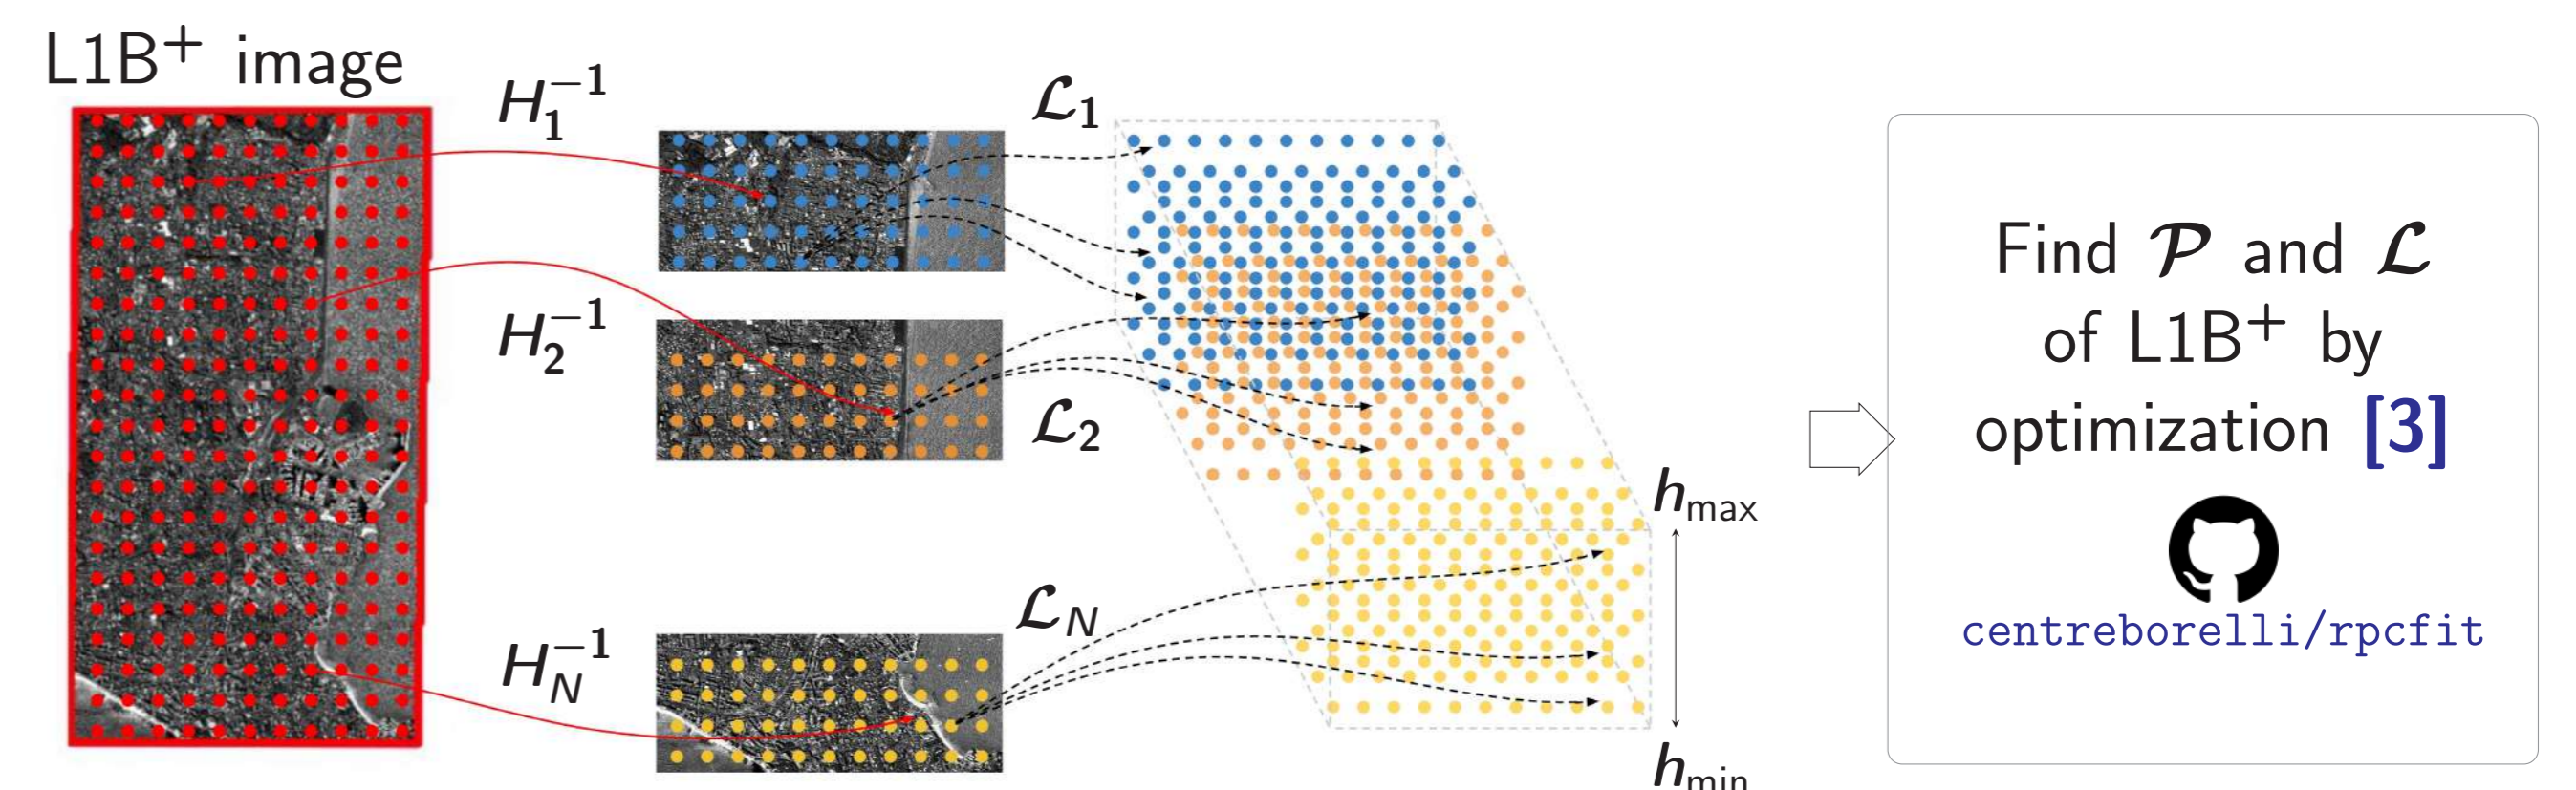 L1B⁺ image
H₁⁻¹
ℒ₁
H₂⁻¹
ℒ₂
H_N⁻¹
ℒ_N
h_max
h_min
Find 𝒫 and ℒ
of L1B⁺ by
optimization [3]
centreborelli/rpcfit